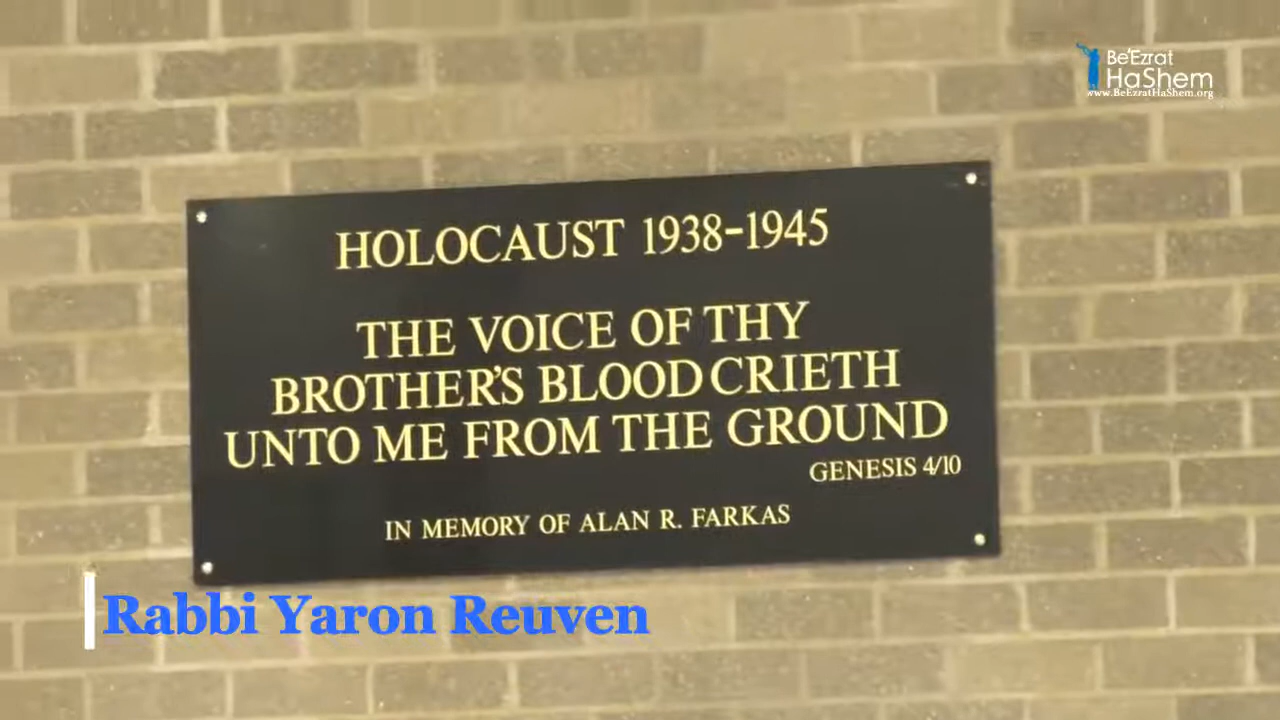 Be'Ezrat
HaShem
www.BeEzratHaShem.org
HOLOCAUST 1938-1945
THE VOICE OF THY
BROTHER'S BLOOD CRIETH
UNTO ME FROM THE GROUND
GENESIS 4/10
IN MEMORY OF ALAN R. FARKAS
Rabbi Yaron Reuven